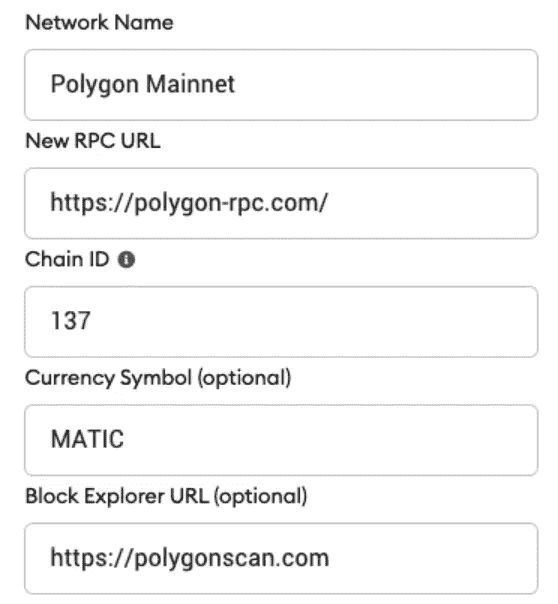 Network Name
Polygon Mainnet
New RPC URL
https://polygon-rpc.com/
Chain ID
137
Currency Symbol (optional)
MATIC
Block Explorer URL (optional)
https://polygonscan.com